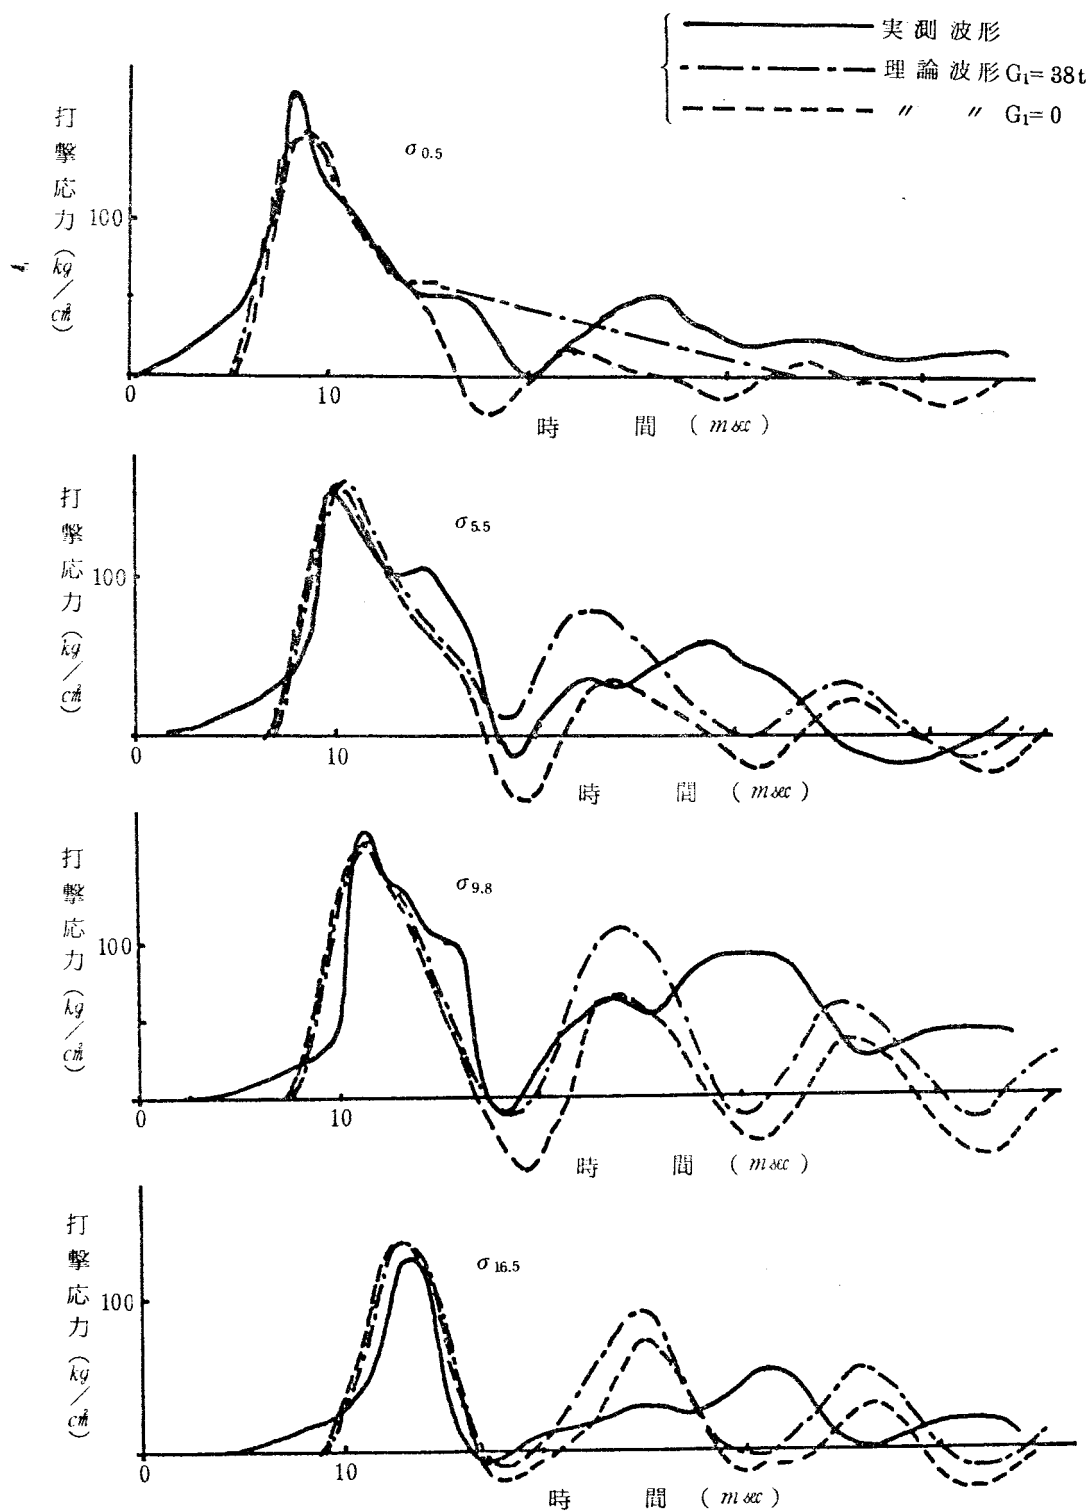 実測波形
理論波形 G₁= 38t
〃 〃 G₁= 0
打撃応力 (kg/cm²)
100
σ0.5
0
10
時間 (msec)
打撃応力 (kg/cm²)
100
σ5.5
0
10
時間 (msec)
打撃応力 (kg/cm²)
100
σ9.8
0
10
時間 (msec)
打撃応力 (kg/cm²)
100
σ16.5
0
10
時間 (msec)